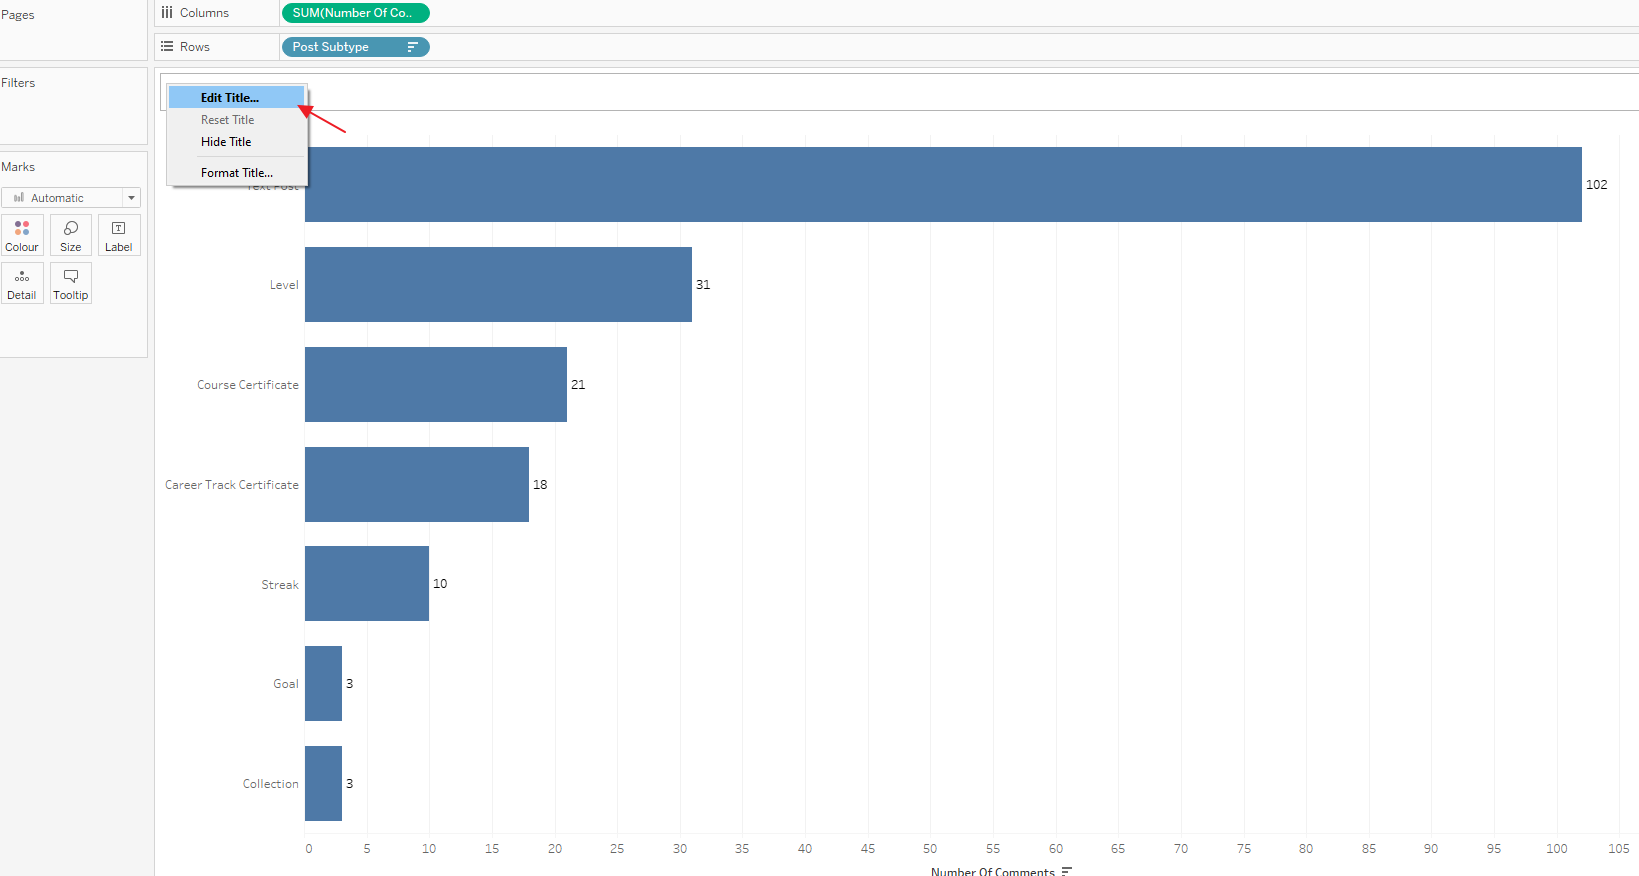 Pages
Columns
SUM(Number Of Co..
Rows
Post Subtype
Filters
Edit Title...
Reset Title
Hide Title
Format Title...
Marks
Automatic
Colour
Size
Label
Detail
Tooltip
Text Post
102
Level
31
Course Certificate
21
Career Track Certificate
18
Streak
10
Goal
3
Collection
3
0 5 10 15 20 25 30 35 40 45 50 55 60 65 70 75 80 85 90 95 100 105
Number Of Comments